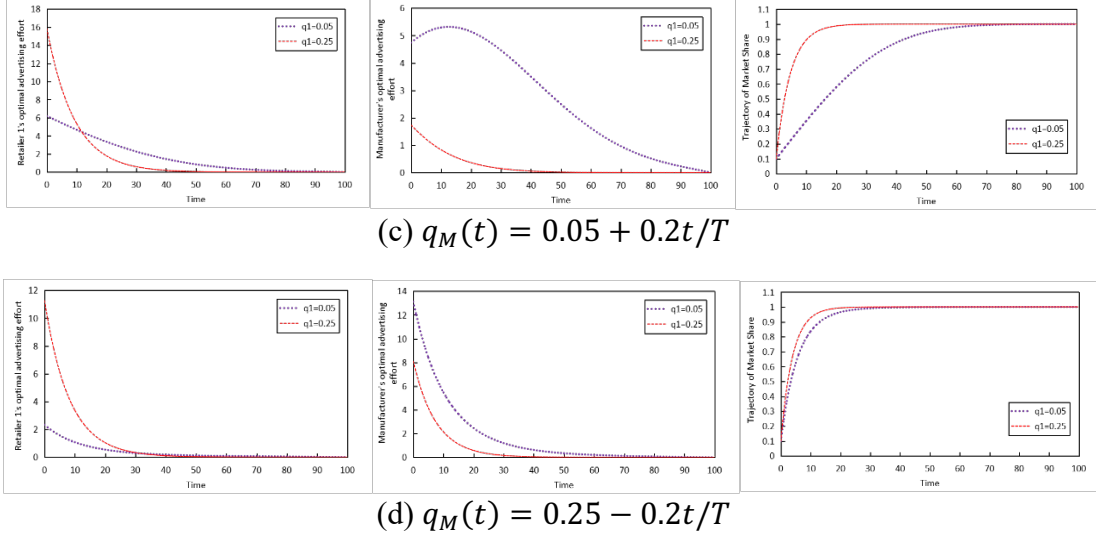 Retailer 1's optimal advertising effort
18
16
14
12
10
8
6
4
2
0
0 10 20 30 40 50 60 70 80 90 100
Time
q1=0.05
q1=0.25
Manufacturer's optimal advertising
effort
6
5
4
3
2
1
0
0 10 20 30 40 50 60 70 80 90 100
Time
q1=0.05
q1=0.25
Trajectory of Market Share
1.1
1
0.9
0.8
0.7
0.6
0.5
0.4
0.3
0.2
0.1
0
0 10 20 30 40 50 60 70 80 90 100
Time
q1=0.05
q1=0.25
(c) q_M(t) = 0.05 + 0.2t/T
Retailer 1's optimal advertising effort
12
10
8
6
4
2
0
0 10 20 30 40 50 60 70 80 90 100
Time
q1=0.05
q1=0.25
Manufacturer's optimal advertising
effort
14
12
10
8
6
4
2
0
0 10 20 30 40 50 60 70 80 90 100
Time
q1=0.05
q1=0.25
Trajectory of Market Share
1.1
1
0.9
0.8
0.7
0.6
0.5
0.4
0.3
0.2
0.1
0
0 10 20 30 40 50 60 70 80 90 100
Time
q1=0.05
q1=0.25
(d) q_M(t) = 0.25 − 0.2t/T